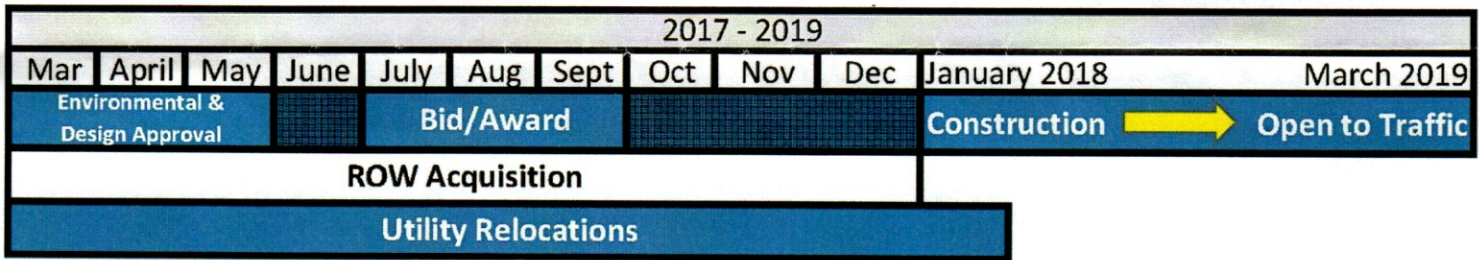 2017 - 2019
Mar April May June July Aug Sept Oct Nov Dec January 2018 March 2019
Environmental &
Design Approval
Bid/Award
Construction Open to Traffic
ROW Acquisition
Utility Relocations